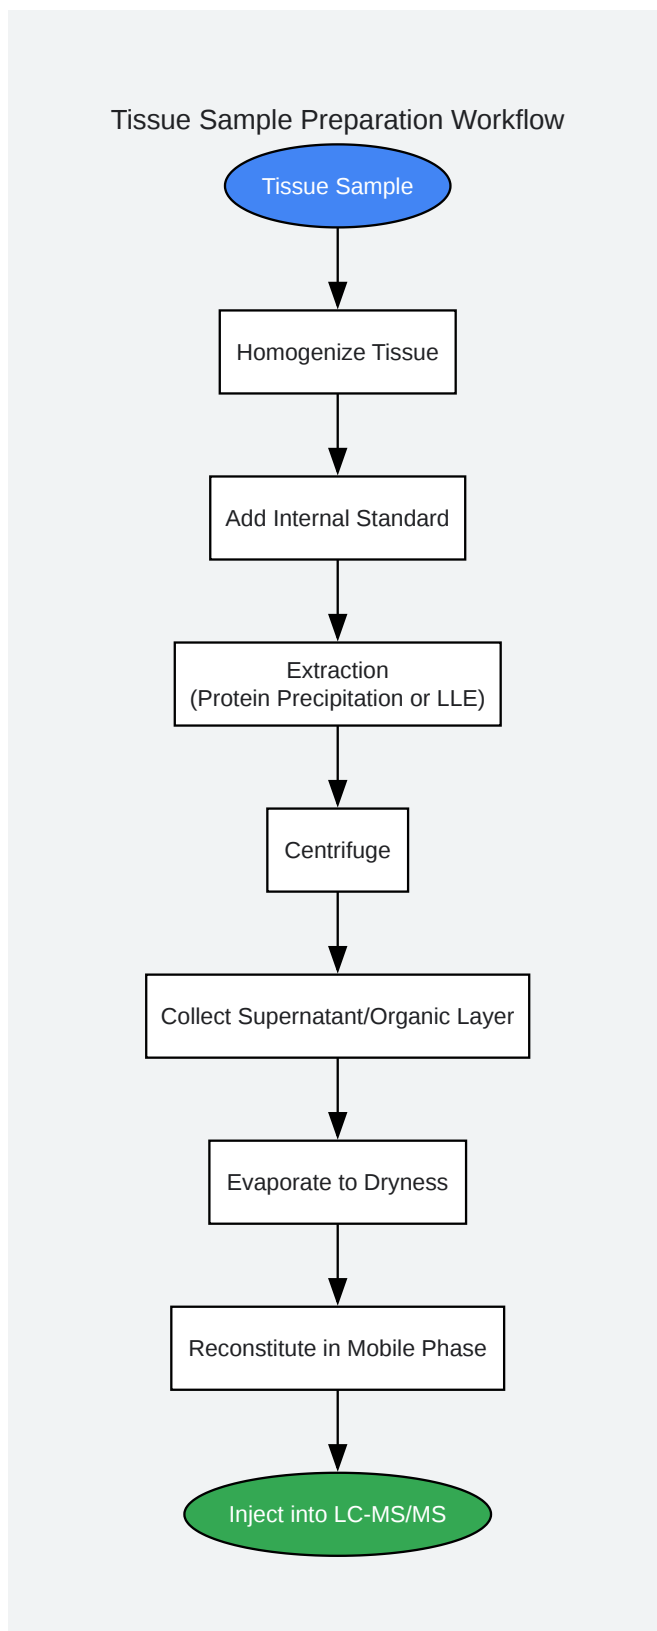 Tissue Sample Preparation Workflow
Tissue Sample
Homogenize Tissue
Add Internal Standard
Extraction
(Protein Precipitation or LLE)
Centrifuge
Collect Supernatant/Organic Layer
Evaporate to Dryness
Reconstitute in Mobile Phase
Inject into LC-MS/MS